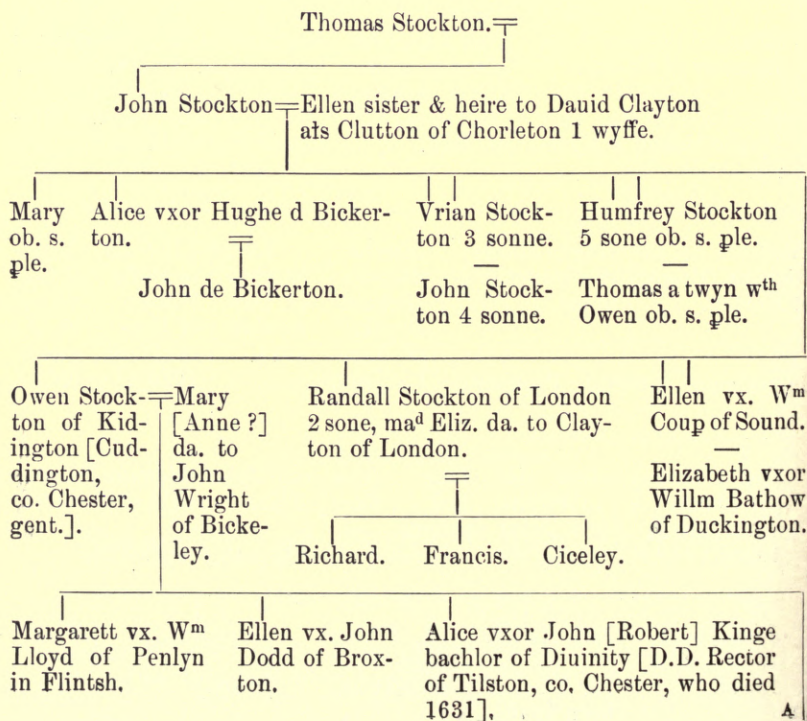 Thomas Stockton.
John Stockton Ellen sister & heire to Dauid Clayton
als Clutton of Chorleton 1 wyffe.
Mary
ob. s.
ꝑle.
Alice vxor Hughe d Bicker-
ton.
John de Bickerton.
Vrian Stock-
ton 3 sonne.
—
John Stock-
ton 4 sonne.
Humfrey Stockton
5 sone ob. s. ꝑle.
—
Thomas a twyn wᵗʰ
Owen ob. s. ꝑle.
Owen Stock-
ton of Kid-
ington [Cud-
dington,
co. Chester,
gent.].
Mary
[Anne ?]
da. to
John
Wright
of Bicke-
ley.
Randall Stockton of London
2 sone, maᵈ Eliz. da. to Clay-
ton of London.
Richard. Francis. Ciceley.
Ellen vx. Wᵐ
Coup of Sound.
—
Elizabeth vxor
Willm Bathow
of Duckington.
Margarett vx. Wᵐ
Lloyd of Penlyn
in Flintsh.
Ellen vx. John
Dodd of Brox-
ton.
Alice vxor John [Robert] Kinge
bachlor of Diuinity [D.D. Rector
of Tilston, co. Chester, who died
1631],
A